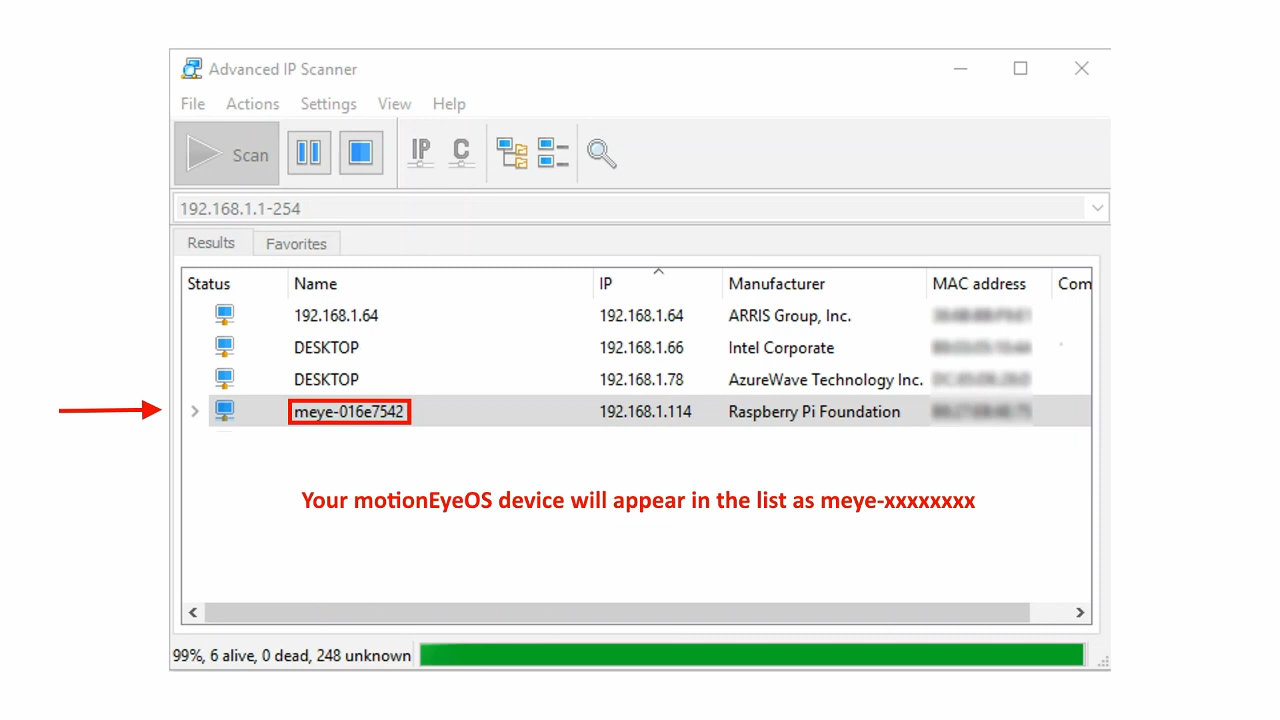 Advanced IP Scanner
File Actions Settings View Help
Scan IP C
192.168.1.1-254
Results Favorites
Status Name IP Manufacturer MAC address Com
192.168.1.64 192.168.1.64 ARRIS Group, Inc.
DESKTOP 192.168.1.66 Intel Corporate
DESKTOP 192.168.1.78 AzureWave Technology Inc.
meye-016e7542 192.168.1.114 Raspberry Pi Foundation
Your motionEyeOS device will appear in the list as meye-xxxxxxxx
99%, 6 alive, 0 dead, 248 unknown